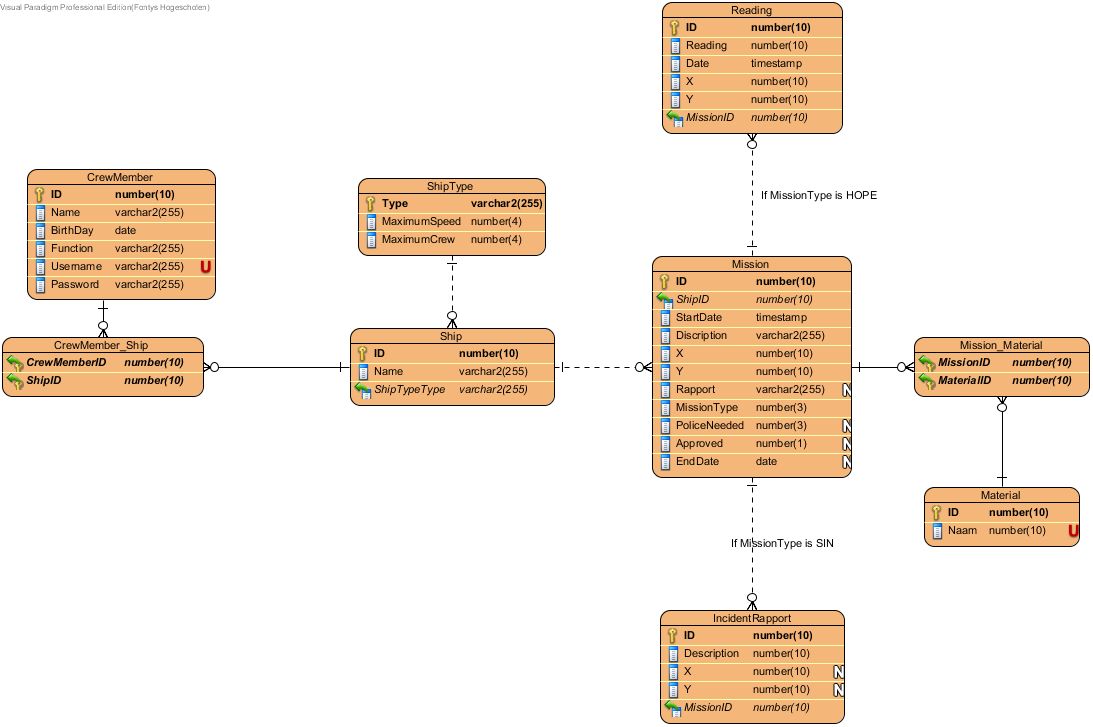 Visual Paradigm Professional Edition(Fontys Hogescholen)
Reading
ID number(10)
Reading number(10)
Date timestamp
X number(10)
Y number(10)
MissionID number(10)
If MissionType is HOPE
CrewMember
ID number(10)
Name varchar2(255)
BirthDay date
Function varchar2(255)
Username varchar2(255) U
Password varchar2(255)
ShipType
Type varchar2(255)
MaximumSpeed number(4)
MaximumCrew number(4)
CrewMember_Ship
CrewMemberID number(10)
ShipID number(10)
Ship
ID number(10)
Name varchar2(255)
ShipTypeType varchar2(255)
Mission
ID number(10)
ShipID number(10)
StartDate timestamp
Discription varchar2(255)
X number(10)
Y number(10)
Rapport varchar2(255) N
MissionType number(3)
PoliceNeeded number(3) N
Approved number(1) N
EndDate date N
Mission_Material
MissionID number(10)
MaterialID number(10)
Material
ID number(10)
Naam number(10) U
If MissionType is SIN
IncidentRapport
ID number(10)
Description number(10)
X number(10) N
Y number(10) N
MissionID number(10)